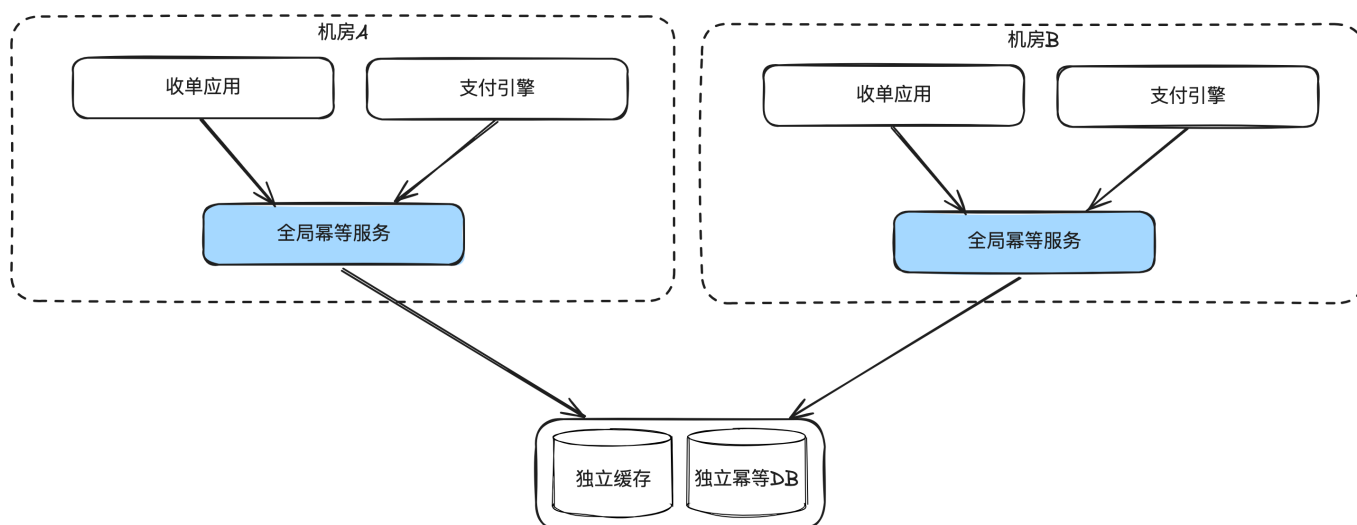 机房A
收单应用
支付引擎
全局幂等服务
机房B
收单应用
支付引擎
全局幂等服务
独立缓存
独立幂等DB